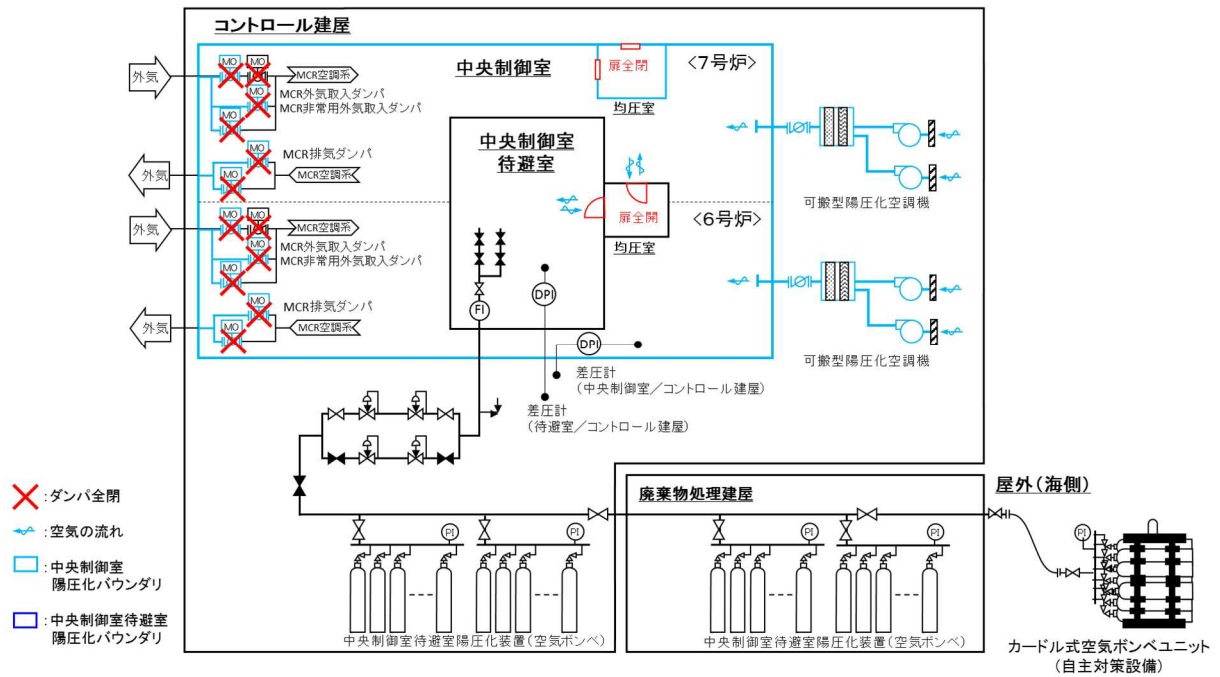 コントロール建屋
中央制御室
<7号炉>
扉全閉
均圧室
外気
MO
MO
MCR空調系
MO
MCR外気取入ダンパ
MCR非常用外気取入ダンパ
MO
MO
MCR排気ダンパ
外気
MO
MCR空調系
中央制御室
待避室
扉全開
均圧室
<6号炉>
可搬型陽圧化空調機
外気
MO
MO
MCR空調系
MO
MCR外気取入ダンパ
MCR非常用外気取入ダンパ
MO
MO
MCR排気ダンパ
外気
MO
MCR空調系
FI
DPI
DPI
可搬型陽圧化空調機
差圧計
(中央制御室/コントロール建屋)
差圧計
(待避室/コントロール建屋)
:ダンパ全閉
:空気の流れ
:中央制御室
陽圧化バウンダリ
:中央制御室待避室
陽圧化バウンダリ
PI
PI
中央制御室待避室陽圧化装置(空気ボンベ)
廃棄物処理建屋
PI
PI
中央制御室待避室陽圧化装置(空気ボンベ)
屋外(海側)
PI
カードル式空気ボンベユニット
(自主対策設備)